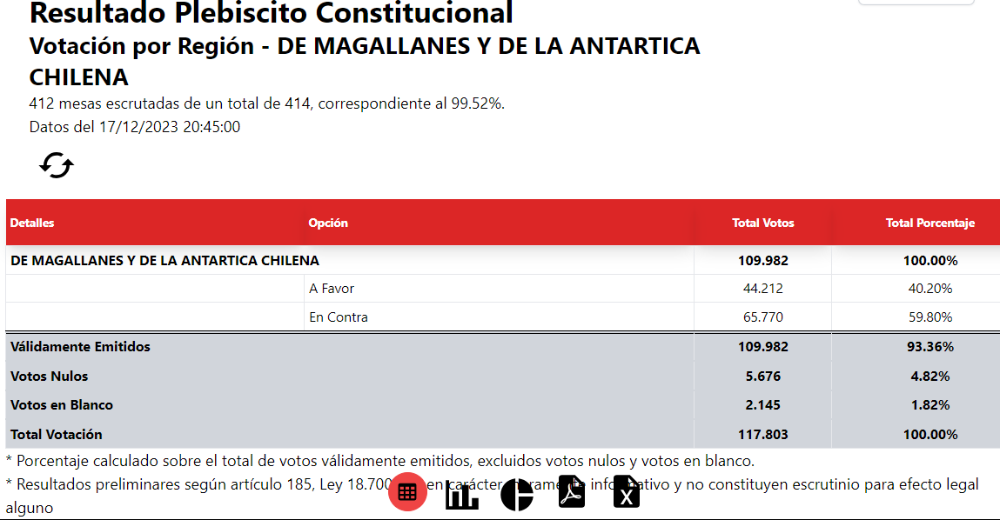 Resultado Plebiscito Constitucional
Votación por Región - DE MAGALLANES Y DE LA ANTARTICA
CHILENA
412 mesas escrutadas de un total de 414, correspondiente al 99.52%.
Datos del 17/12/2023 20:45:00
Detalles Opción Total Votos Total Porcentaje
DE MAGALLANES Y DE LA ANTARTICA CHILENA 109.982 100.00%
A Favor 44.212 40.20%
En Contra 65.770 59.80%
Válidamente Emitidos 109.982 93.36%
Votos Nulos 5.676 4.82%
Votos en Blanco 2.145 1.82%
Total Votación 117.803 100.00%
* Porcentaje calculado sobre el total de votos válidamente emitidos, excluidos votos nulos y votos en blanco.
* Resultados preliminares según artículo 185, Ley 18.700 en carácter meramente informativo y no constituyen escrutinio para efecto legal
alguno